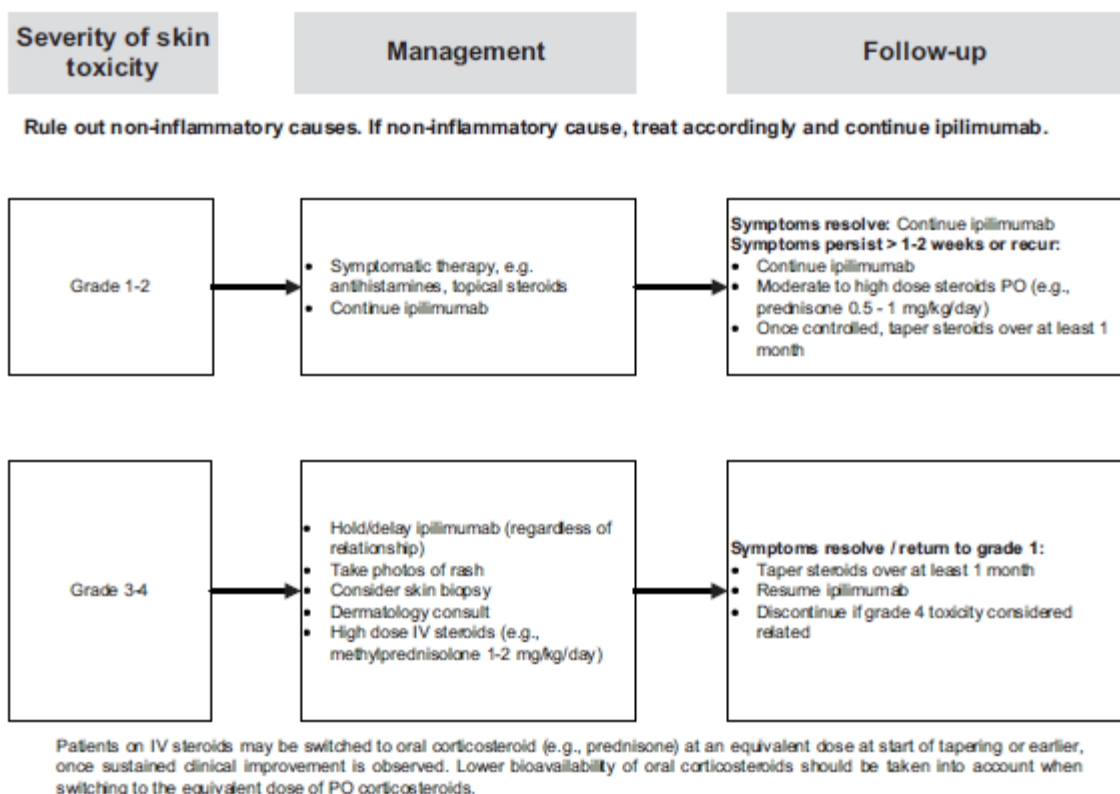 Severity of skin
toxicity
Management
Follow-up
Rule out non-inflammatory causes. If non-inflammatory cause, treat accordingly and continue ipilimumab.
Grade 1-2
• Symptomatic therapy, e.g.
antihistamines, topical steroids
• Continue ipilimumab
Symptoms resolve: Continue ipilimumab
Symptoms persist > 1-2 weeks or recur:
• Continue ipilimumab
• Moderate to high dose steroids PO (e.g.,
prednisone 0.5 - 1 mg/kg/day)
• Once controlled, taper steroids over at least 1
month
Grade 3-4
• Hold/delay ipilimumab (regardless of
relationship)
• Take photos of rash
• Consider skin biopsy
• Dermatology consult
• High dose IV steroids (e.g.,
methylprednisolone 1-2 mg/kg/day)
Symptoms resolve / return to grade 1:
• Taper steroids over at least 1 month
• Resume ipilimumab
• Discontinue if grade 4 toxicity considered
related
Patients on IV steroids may be switched to oral corticosteroid (e.g., prednisone) at an equivalent dose at start of tapering or earlier,
once sustained clinical improvement is observed. Lower bioavailability of oral corticosteroids should be taken into account when
switching to the equivalent dose of PO corticosteroids.